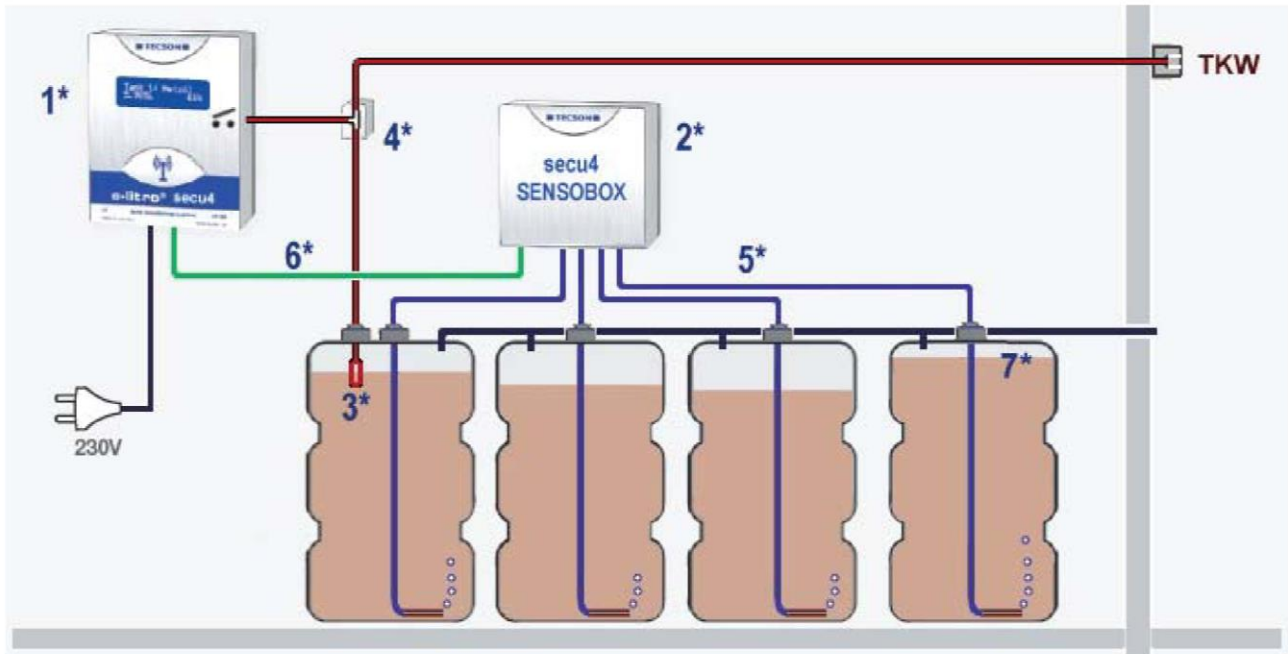 TECSON
1*
4*
TKW
TECSON
2*
secu4
SENSOBOX
e-litro® secu4
6*
5*
3*
7*
230V